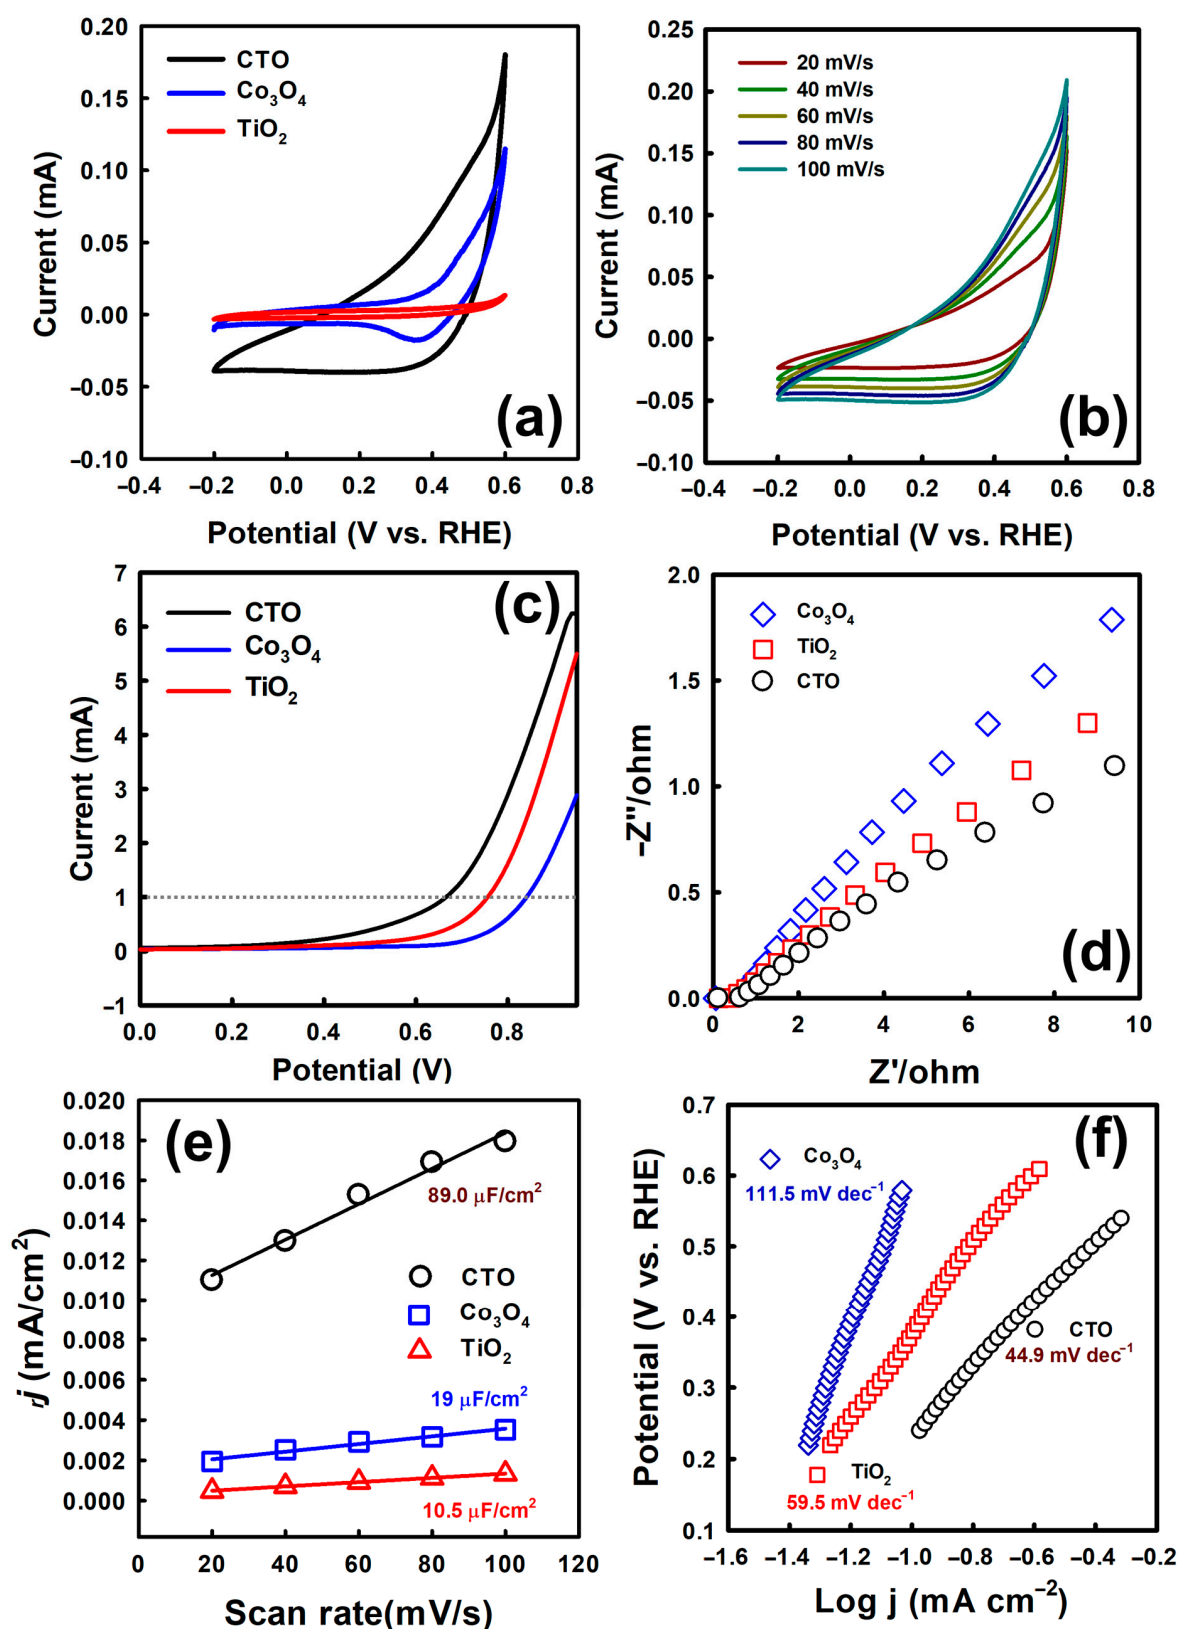 0.20
0.15
0.10
0.05
0.00
−0.05
−0.10
Current (mA)
CTO
Co₃O₄
TiO₂
(a)
−0.4 −0.2 0.0 0.2 0.4 0.6 0.8
Potential (V vs. RHE)
0.25
0.20
0.15
0.10
0.05
0.00
−0.05
−0.10
Current (mA)
20 mV/s
40 mV/s
60 mV/s
80 mV/s
100 mV/s
(b)
−0.4 −0.2 0.0 0.2 0.4 0.6 0.8
Potential (V vs. RHE)
7
6
5
4
3
2
1
0
−1
Current (mA)
CTO
Co₃O₄
TiO₂
(c)
0.0 0.2 0.4 0.6 0.8
Potential (V)
2.0
1.5
1.0
0.5
0.0
−Z''/ohm
Co₃O₄
TiO₂
CTO
(d)
0 2 4 6 8 10
Z'/ohm
0.020
0.018
0.016
0.014
0.012
0.010
0.008
0.006
0.004
0.002
0.000
(mA/cm²)
(e)
89.0 µF/cm²
CTO
Co₃O₄
TiO₂
19 µF/cm²
10.5 µF/cm²
0 20 40 60 80 100 120
Scan rate(mV/s)
0.7
0.6
0.5
0.4
0.3
0.2
0.1
Potential (V vs. RHE)
(f)
Co₃O₄
111.5 mV dec⁻¹
CTO
44.9 mV dec⁻¹
TiO₂
59.5 mV dec⁻¹
−1.6 −1.4 −1.2 −1.0 −0.8 −0.6 −0.4 −0.2
Log j (mA cm⁻²)